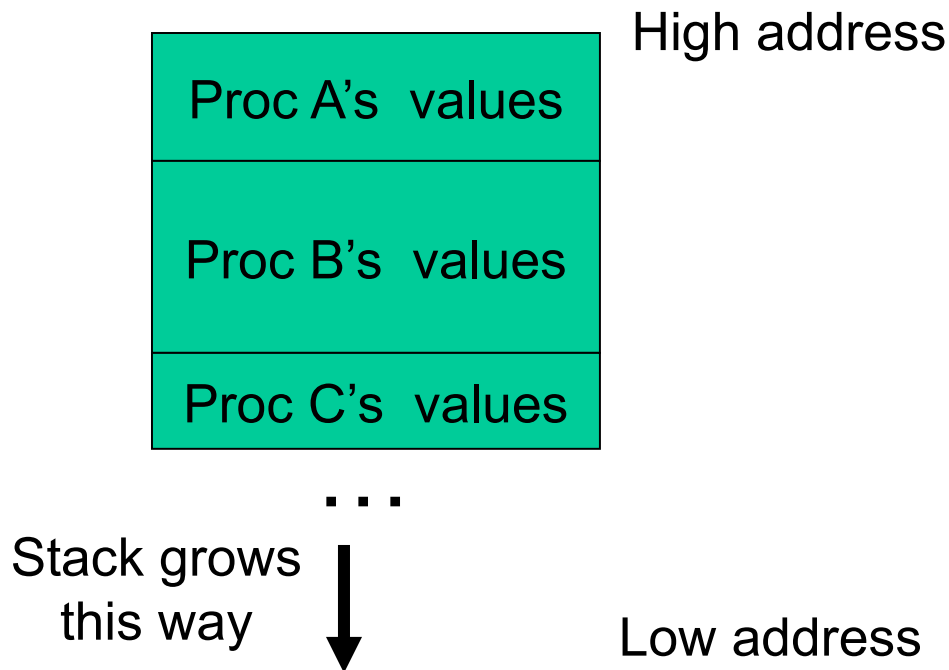 High address
Proc A’s  values
Proc B’s  values
Proc C’s  values
...
Stack grows
this way
Low address